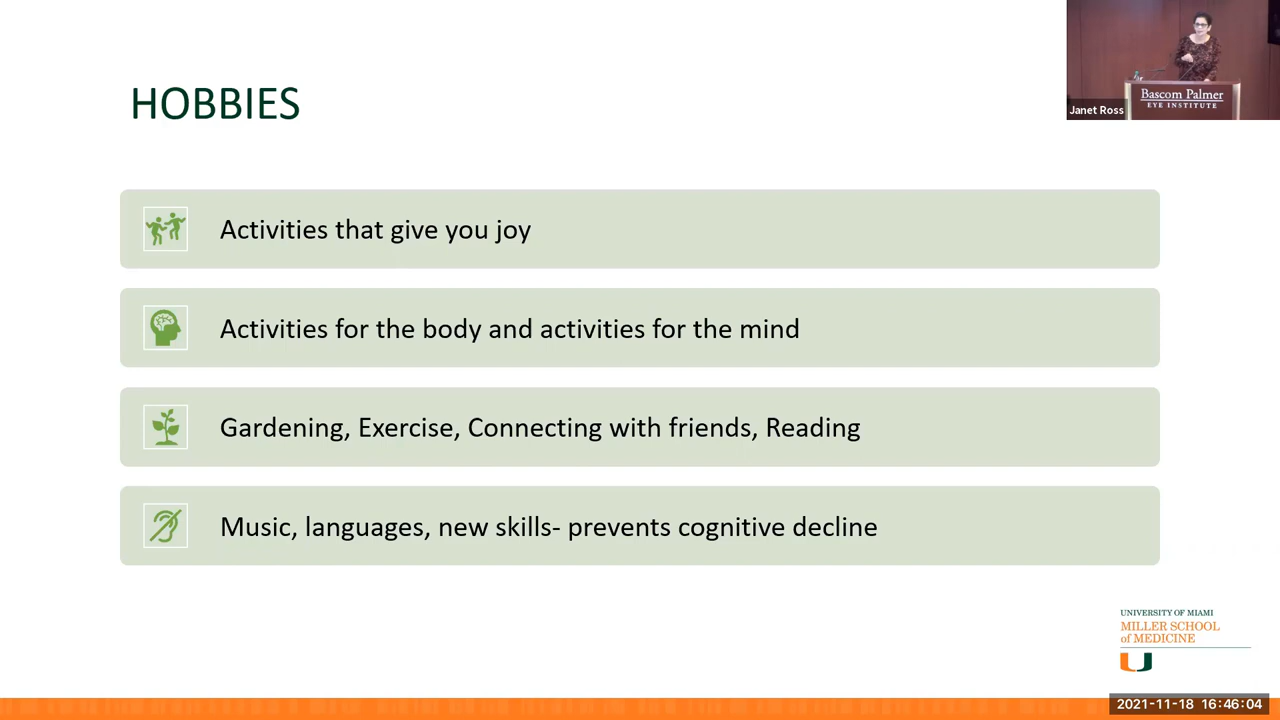 HOBBIES
Janet Ross
Bascom Palmer
EYE INSTITUTE
Activities that give you joy
Activities for the body and activities for the mind
Gardening, Exercise, Connecting with friends, Reading
Music, languages, new skills- prevents cognitive decline
UNIVERSITY OF MIAMI
MILLER SCHOOL
of MEDICINE
U
2021-11-18 16:46:04